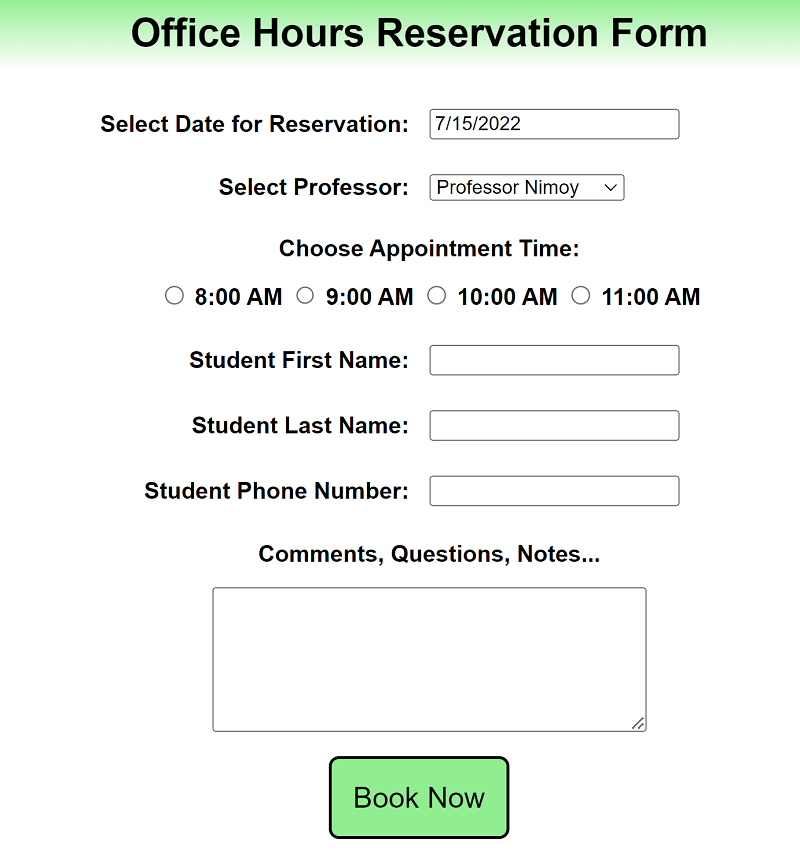 Office Hours Reservation Form
Select Date for Reservation: 7/15/2022
Select Professor: Professor Nimoy
Choose Appointment Time:
8:00 AM 9:00 AM 10:00 AM 11:00 AM
Student First Name:
Student Last Name:
Student Phone Number:
Comments, Questions, Notes...
Book Now